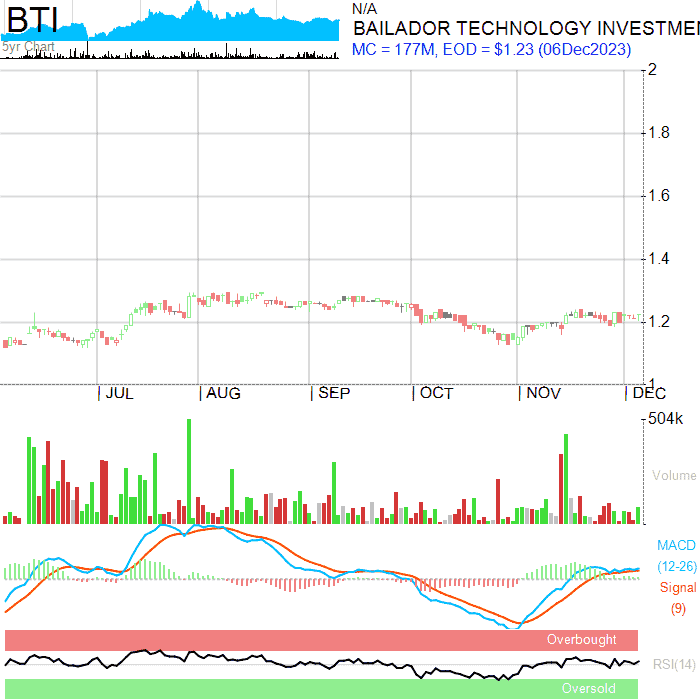 BTI
5yr Chart
N/A
BAILADOR TECHNOLOGY INVESTMEN
MC = 177M, EOD = $1.23 (06Dec2023)
2
1.8
1.6
1.4
1.2
1
JUL
AUG
SEP
OCT
NOV
DEC
504k
Volume
MACD
(12-26)
Signal
(9)
Overbought
RSI(14)
Oversold